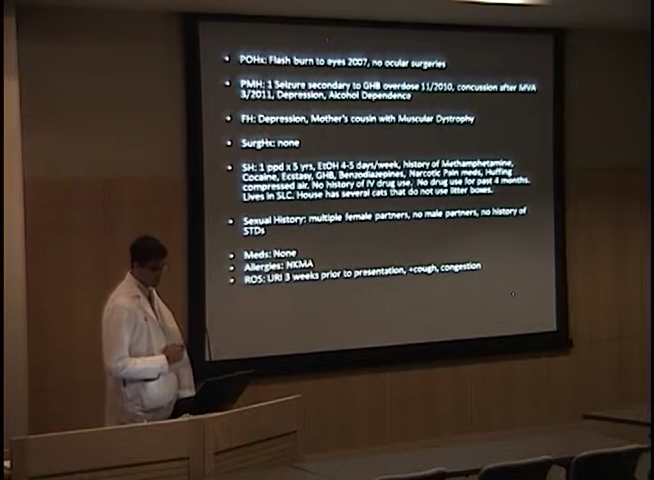 • POHx: Flash burn to eyes 2007, no ocular surgeries
• PMH: 1 Seizure secondary to GHB overdose 11/2010, concussion after MVA
3/2011, Depression, Alcohol Dependence
• FH: Depression, Mother's cousin with Muscular Dystrophy
• SurgHx: none
• SH: 1 ppd x 5 yrs, EtOH 4-5 days/week, history of Methamphetamine,
Cocaine, Ecstasy, GHB, Benzodiazepines, Narcotic Pain meds, Huffing
compressed air. No history of IV drug use. No drug use for past 4 months.
Lives in SLC. House has several cats that do not use litter boxes.
• Sexual History: multiple female partners, no male partners, no history of
STDs
• Meds: None
• Allergies: NKMA
• ROS: URI 3 weeks prior to presentation, +cough, congestion